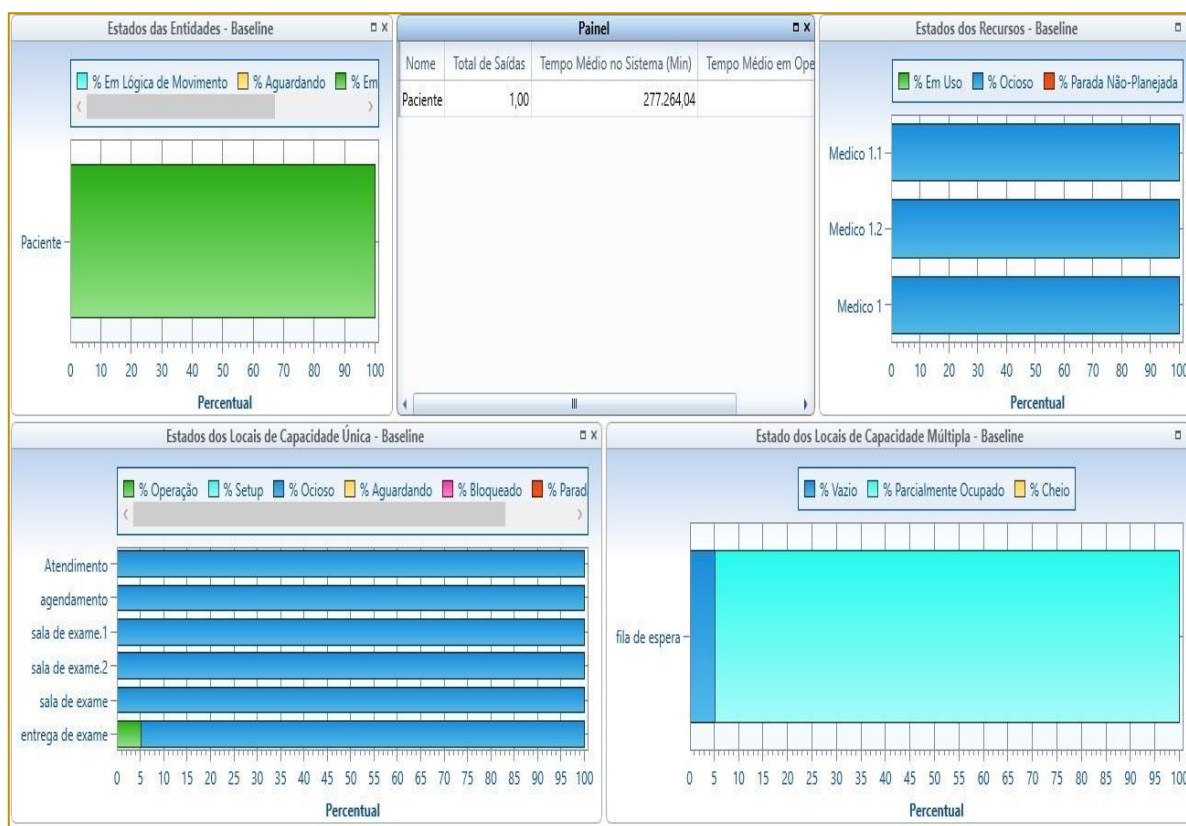 Estados das Entidades - Baseline
% Em Lógica de Movimento % Aguardando % Em
Paciente
0 10 20 30 40 50 60 70 80 90 100
Percentual
Painel
Nome Total de Saídas Tempo Médio no Sistema (Min) Tempo Médio em Ope
Paciente 1,00 277.264,04
Estados dos Recursos - Baseline
% Em Uso % Ocioso % Parada Não-Planejada
Medico 1.1
Medico 1.2
Medico 1
0 10 20 30 40 50 60 70 80 90 100
Percentual
Estados dos Locais de Capacidade Única - Baseline
% Operação % Setup % Ocioso % Aguardando % Bloqueado % Parad
Atendimento
agendamento
sala de exame.1
sala de exame.2
sala de exame
entrega de exame
0 5 10 15 20 25 30 35 40 45 50 55 60 65 70 75 80 85 90 95 100
Percentual
Estado dos Locais de Capacidade Múltipla - Baseline
% Vazio % Parcialmente Ocupado % Cheio
fila de espera
0 5 10 15 20 25 30 35 40 45 50 55 60 65 70 75 80 85 90 95 100
Percentual